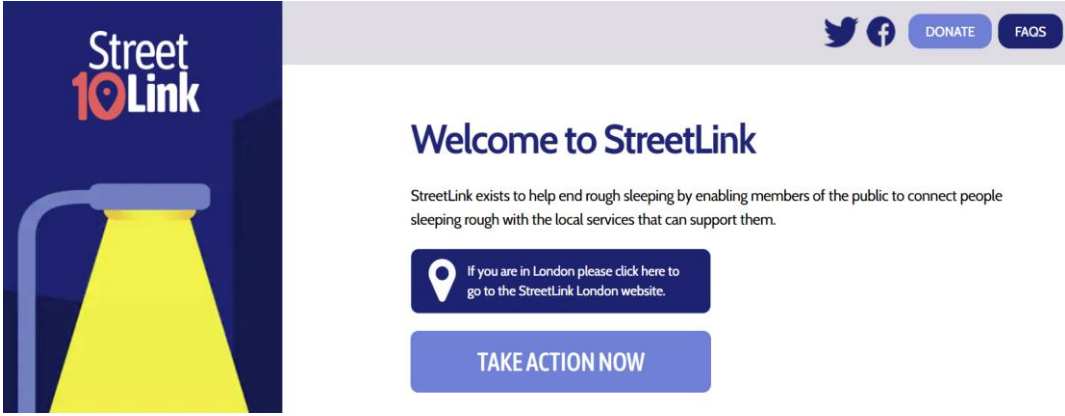 Street
10Link
DONATE
FAQS
Welcome to StreetLink
StreetLink exists to help end rough sleeping by enabling members of the public to connect people
sleeping rough with the local services that can support them.
If you are in London please click here to
go to the StreetLink London website.
TAKE ACTION NOW